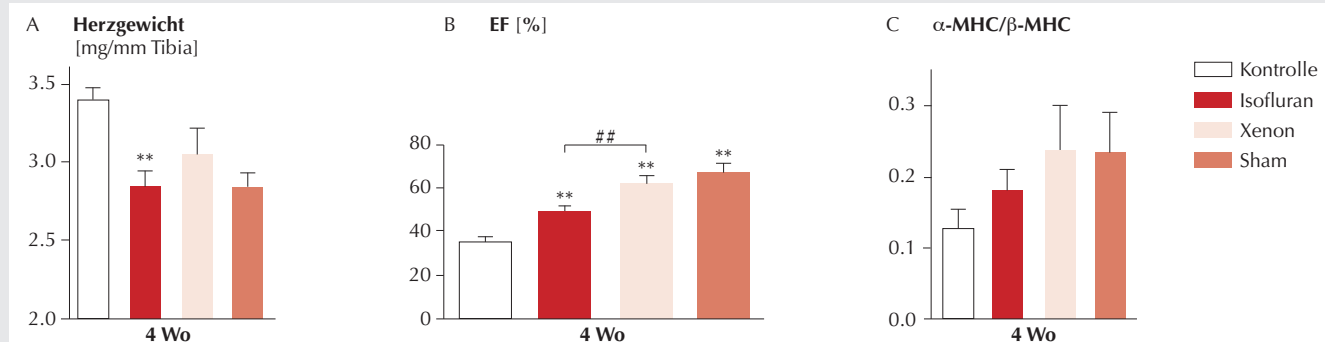 A Herzgewicht
[mg/mm Tibia]
3.5
3.0
2.5
2.0
**
4 Wo
B EF [%]
80
60
40
20
0
##
**
**
**
4 Wo
C α-MHC/β-MHC
0.3
0.2
0.1
0.0
4 Wo
Kontrolle
Isofluran
Xenon
Sham